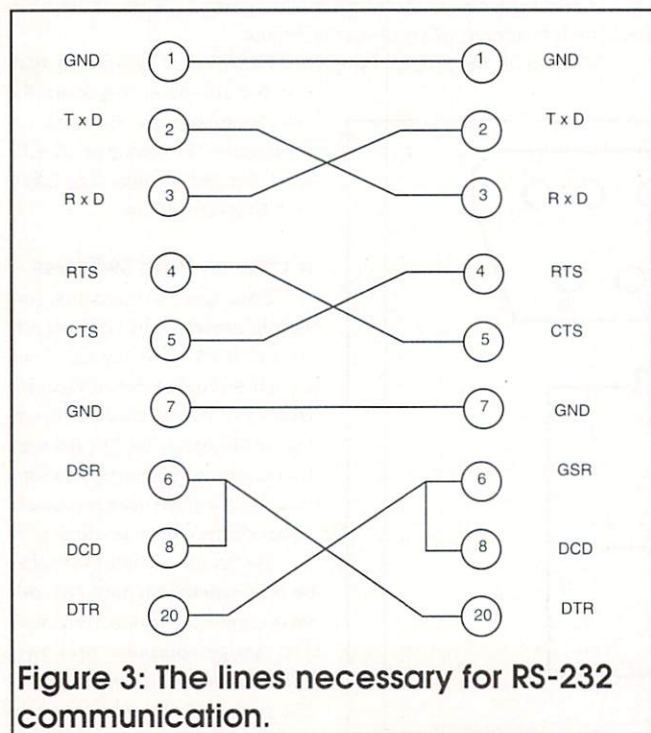 GND 1 1 GND
T x D 2 2 T x D
R x D 3 3 R x D
RTS 4 4 RTS
CTS 5 5 CTS
GND 7 7 GND
DSR 6 6 GSR
DCD 8 8 DCD
DTR 20 20 DTR
Figure 3: The lines necessary for RS-232
communication.